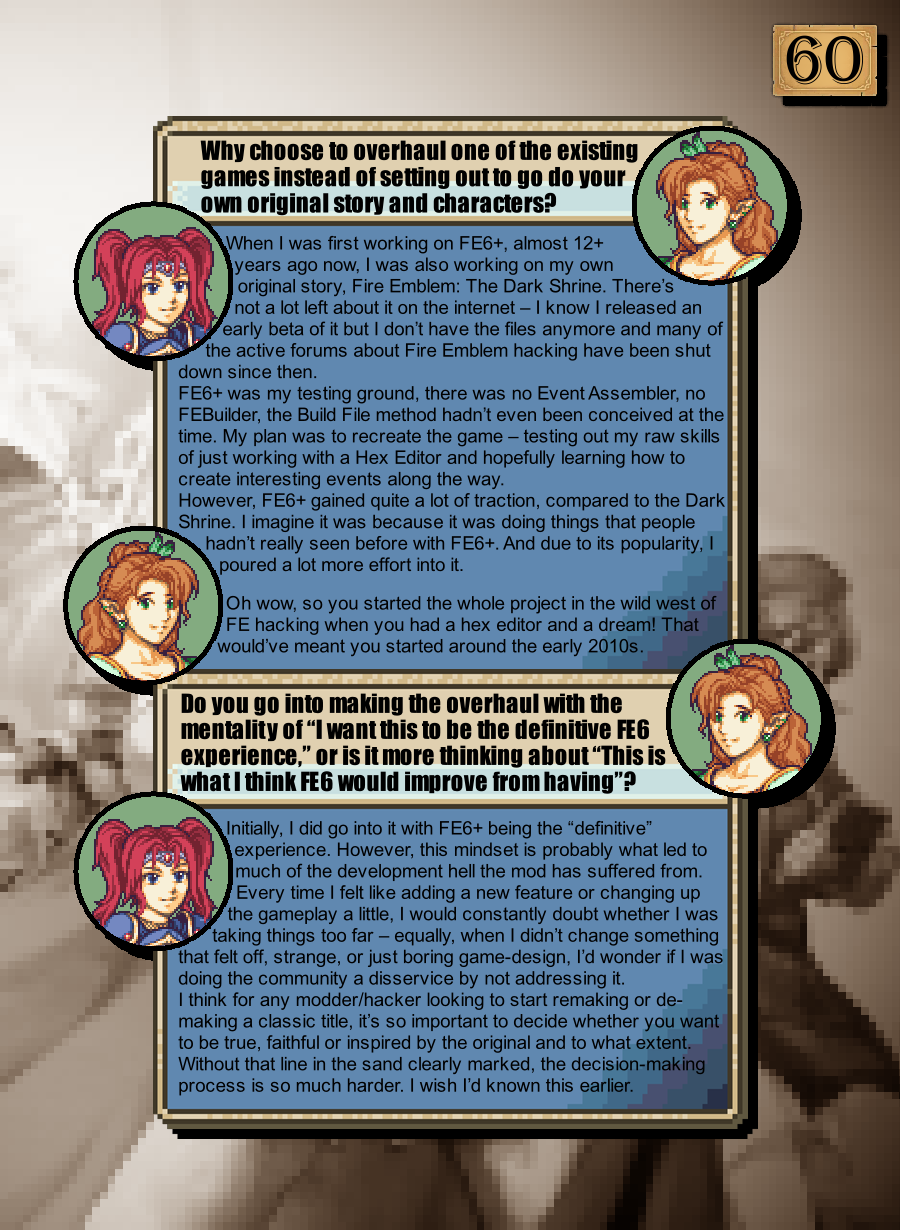 60
Why choose to overhaul one of the existing
games instead of setting out to go do your
own original story and characters?
When I was first working on FE6+, almost 12+
years ago now, I was also working on my own
original story, Fire Emblem: The Dark Shrine. There's
not a lot left about it on the internet – I know I released an
early beta of it but I don't have the files anymore and many of
the active forums about Fire Emblem hacking have been shut
down since then.
FE6+ was my testing ground, there was no Event Assembler, no
FEBuilder, the Build File method hadn't even been conceived at the
time. My plan was to recreate the game – testing out my raw skills
of just working with a Hex Editor and hopefully learning how to
create interesting events along the way.
However, FE6+ gained quite a lot of traction, compared to the Dark
Shrine. I imagine it was because it was doing things that people
hadn't really seen before with FE6+. And due to its popularity, I
poured a lot more effort into it.
Oh wow, so you started the whole project in the wild west of
FE hacking when you had a hex editor and a dream! That
would've meant you started around the early 2010s.
Do you go into making the overhaul with the
mentality of “I want this to be the definitive FE6
experience,” or is it more thinking about “This is
what I think FE6 would improve from having”?
Initially, I did go into it with FE6+ being the “definitive”
experience. However, this mindset is probably what led to
much of the development hell the mod has suffered from.
Every time I felt like adding a new feature or changing up
the gameplay a little, I would constantly doubt whether I was
taking things too far – equally, when I didn't change something
that felt off, strange, or just boring game-design, I'd wonder if I was
doing the community a disservice by not addressing it.
I think for any modder/hacker looking to start remaking or de-
making a classic title, it's so important to decide whether you want
to be true, faithful or inspired by the original and to what extent.
Without that line in the sand clearly marked, the decision-making
process is so much harder. I wish I'd known this earlier.